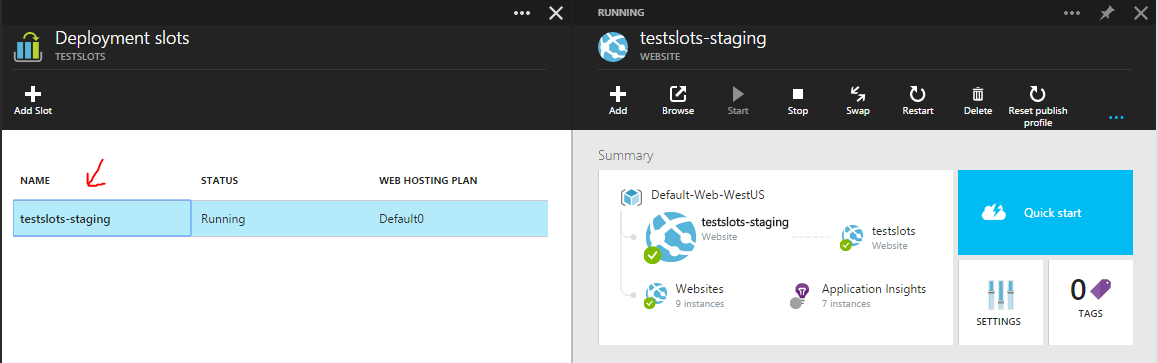 Deployment slots
TESTSLOTS
Add Slot
NAME STATUS WEB HOSTING PLAN
testslots-staging Running Default0
RUNNING
testslots-staging
WEBSITE
Add Browse Start Stop Swap Restart Delete Reset publish
profile
Summary
Default-Web-WestUS
testslots-staging
Website
testslots
Website
Websites
9 instances
Application Insights
7 instances
Quick start
SETTINGS
0
TAGS